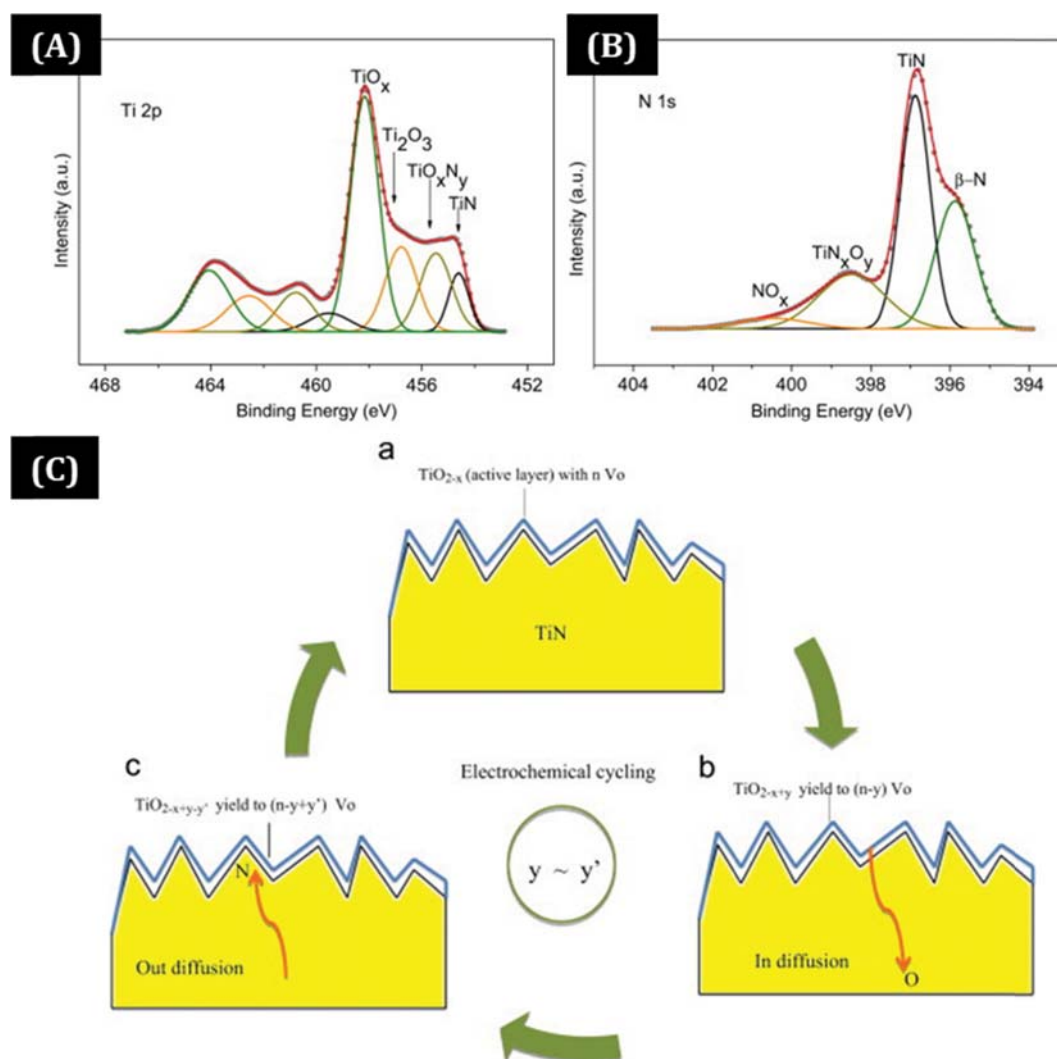 (A)
Ti 2p
TiOₓ
Ti₂O₃
TiOₓNᵧ
TiN
Intensity (a.u.)
468 464 460 456 452
Binding Energy (eV)
(B)
N 1s
TiN
β–N
TiNₓOᵧ
NOₓ
Intensity (a.u.)
404 402 400 398 396 394
Binding Energy (eV)
(C)
a
TiO₂₋ₓ (active layer) with n Vo
TiN
Electrochemical cycling
y ~ y'
b
TiO₂₋ₓ₊ᵧ yield to (n-y) Vo
In diffusion
O
c
TiO₂₋ₓ₊ᵧ₋ᵧ' yield to (n-y+y') Vo
N
Out diffusion